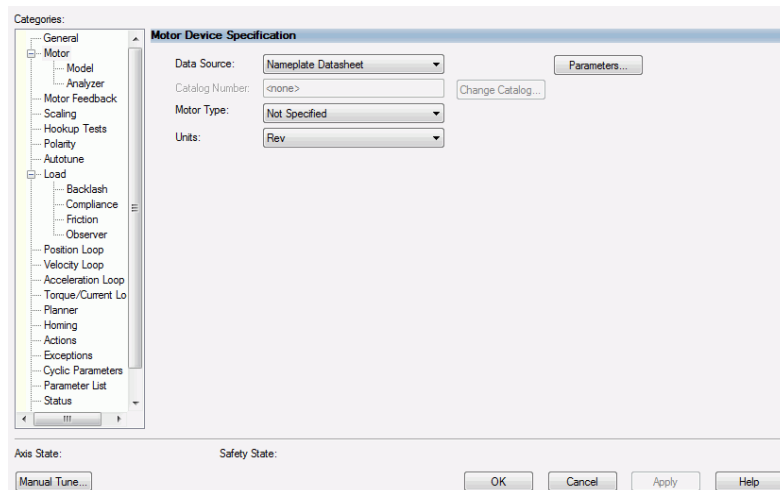 Categories:
General
Motor
Model
Analyzer
Motor Feedback
Scaling
Hookup Tests
Polarity
Autotune
Load
Backlash
Compliance
Friction
Observer
Position Loop
Velocity Loop
Acceleration Loop
Torque/Current Lo
Planner
Homing
Actions
Exceptions
Cyclic Parameters
Parameter List
Status
Motor Device Specification
Data Source: Nameplate Datasheet Parameters...
Catalog Number: <none> Change Catalog...
Motor Type: Not Specified
Units: Rev
Axis State: Safety State:
Manual Tune... OK Cancel Apply Help